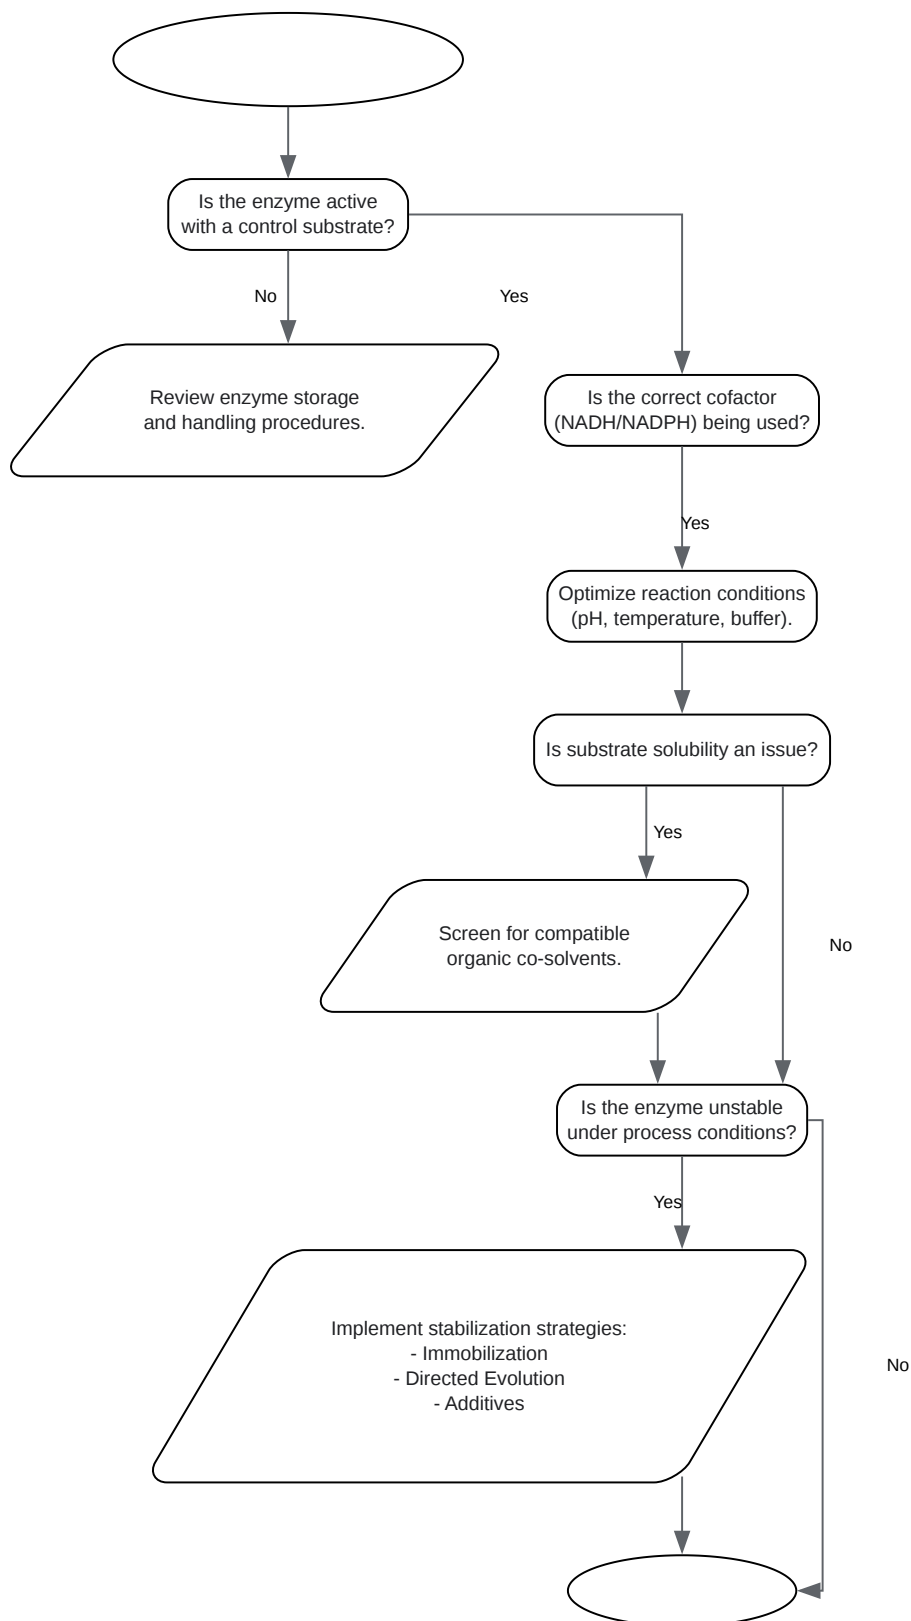 Is the enzyme active
with a control substrate?
No
Yes
Review enzyme storage
and handling procedures.
Is the correct cofactor
(NADH/NADPH) being used?
Yes
Optimize reaction conditions
(pH, temperature, buffer).
Is substrate solubility an issue?
Yes
Screen for compatible
organic co-solvents.
No
Is the enzyme unstable
under process conditions?
Yes
Implement stabilization strategies:
- Immobilization
- Directed Evolution
- Additives
No